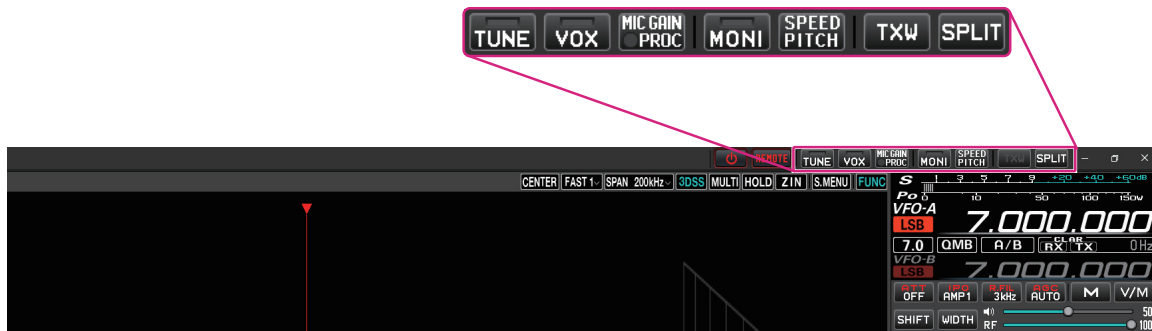 TUNE VOX MIC GAIN PROC MONI SPEED PITCH TXW SPLIT
REMOTE TUNE VOX MIC GAIN PROC MONI SPEED PITCH TXW SPLIT
CENTER FAST 1 SPAN 200kHz 3DSS MULTI HOLD Z IN S.MENU FUNC
S 1 3 5 7 9 +20 +40 +60dB
Po 0 10 50 100 150W
VFO-A
LSB 7.000.000
7.0 QMB A/B CLAR RX TX 0 Hz
VFO-B
LSB 7.000.000
ATT OFF IPO AMP1 R.FIL 3kHz AGC AUTO M V/M
SHIFT WIDTH 50
RF 100